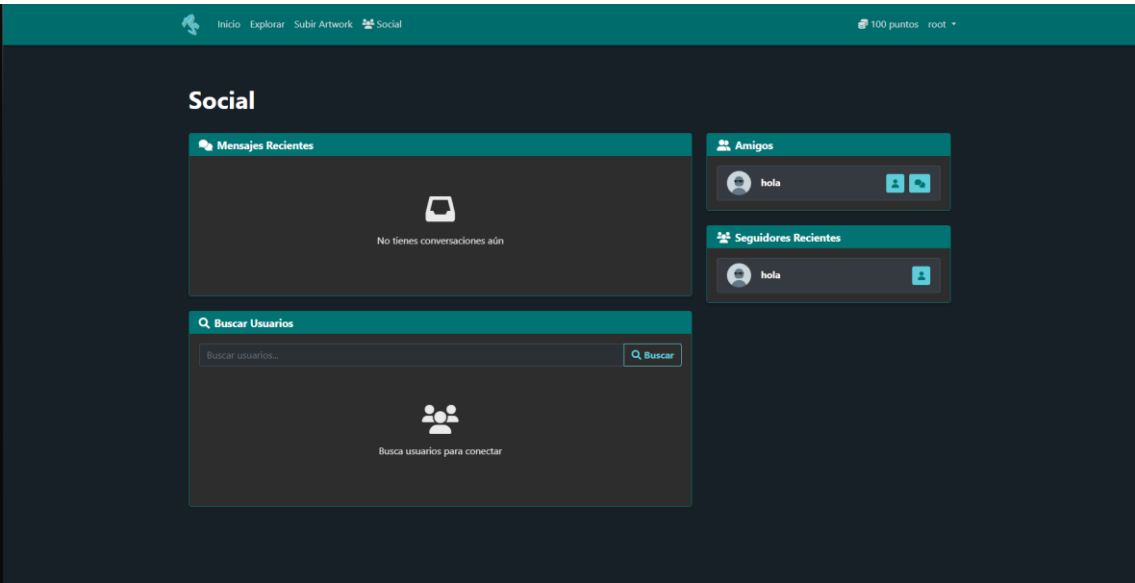 Inicio Explorar Subir Artwork Social 100 puntos root
Social
Mensajes Recientes
No tienes conversaciones aún
Buscar Usuarios
Buscar usuarios... Buscar
Busca usuarios para conectar
Amigos
hola
Seguidores Recientes
hola